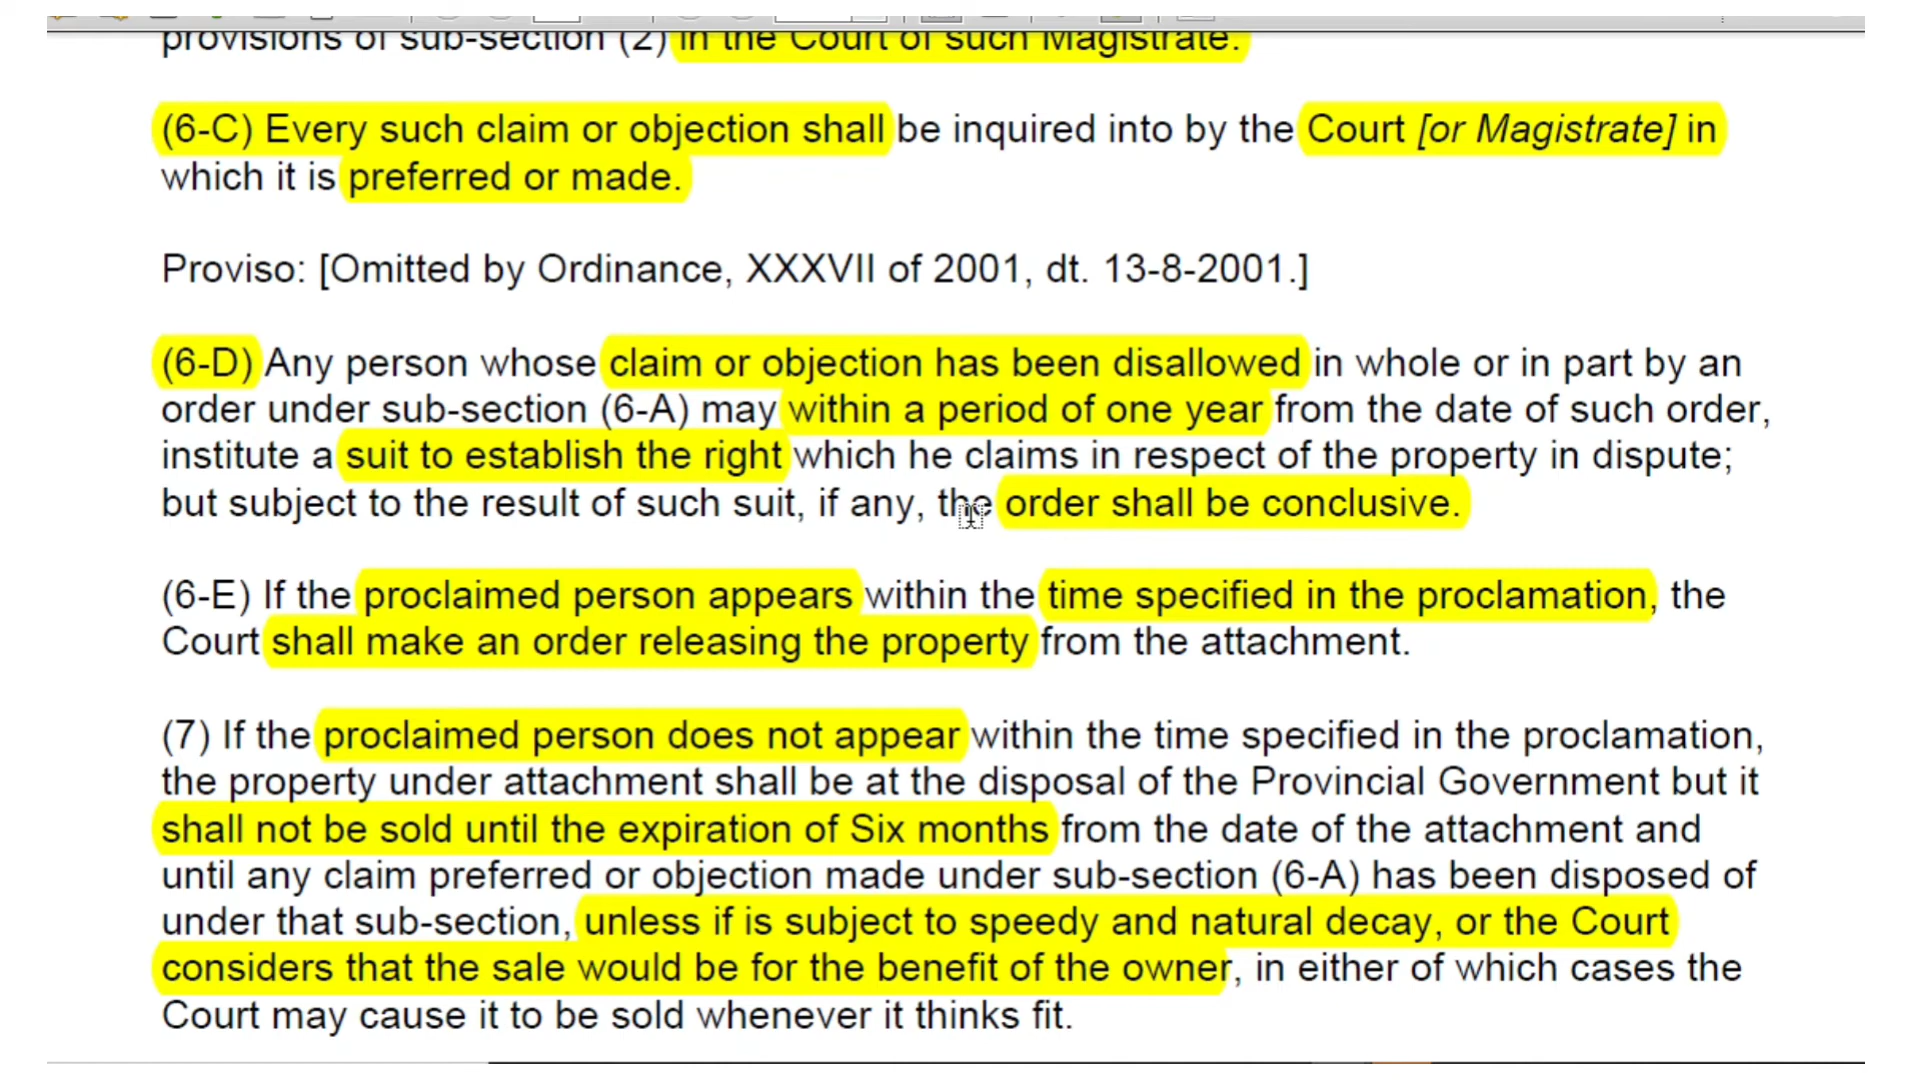 provisions of sub-section (2) in the Court of such Magistrate.
(6-C) Every such claim or objection shall be inquired into by the Court [or Magistrate] in
which it is preferred or made.
Proviso: [Omitted by Ordinance, XXXVII of 2001, dt. 13-8-2001.]
(6-D) Any person whose claim or objection has been disallowed in whole or in part by an
order under sub-section (6-A) may within a period of one year from the date of such order,
institute a suit to establish the right which he claims in respect of the property in dispute;
but subject to the result of such suit, if any, the order shall be conclusive.
(6-E) If the proclaimed person appears within the time specified in the proclamation, the
Court shall make an order releasing the property from the attachment.
(7) If the proclaimed person does not appear within the time specified in the proclamation,
the property under attachment shall be at the disposal of the Provincial Government but it
shall not be sold until the expiration of Six months from the date of the attachment and
until any claim preferred or objection made under sub-section (6-A) has been disposed of
under that sub-section, unless if is subject to speedy and natural decay, or the Court
considers that the sale would be for the benefit of the owner, in either of which cases the
Court may cause it to be sold whenever it thinks fit.